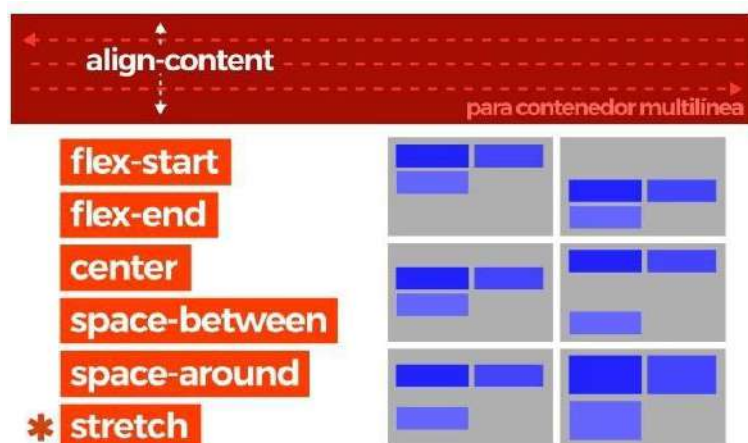 align-content
para contenedor multilínea
flex-start
flex-end
center
space-between
space-around
* stretch